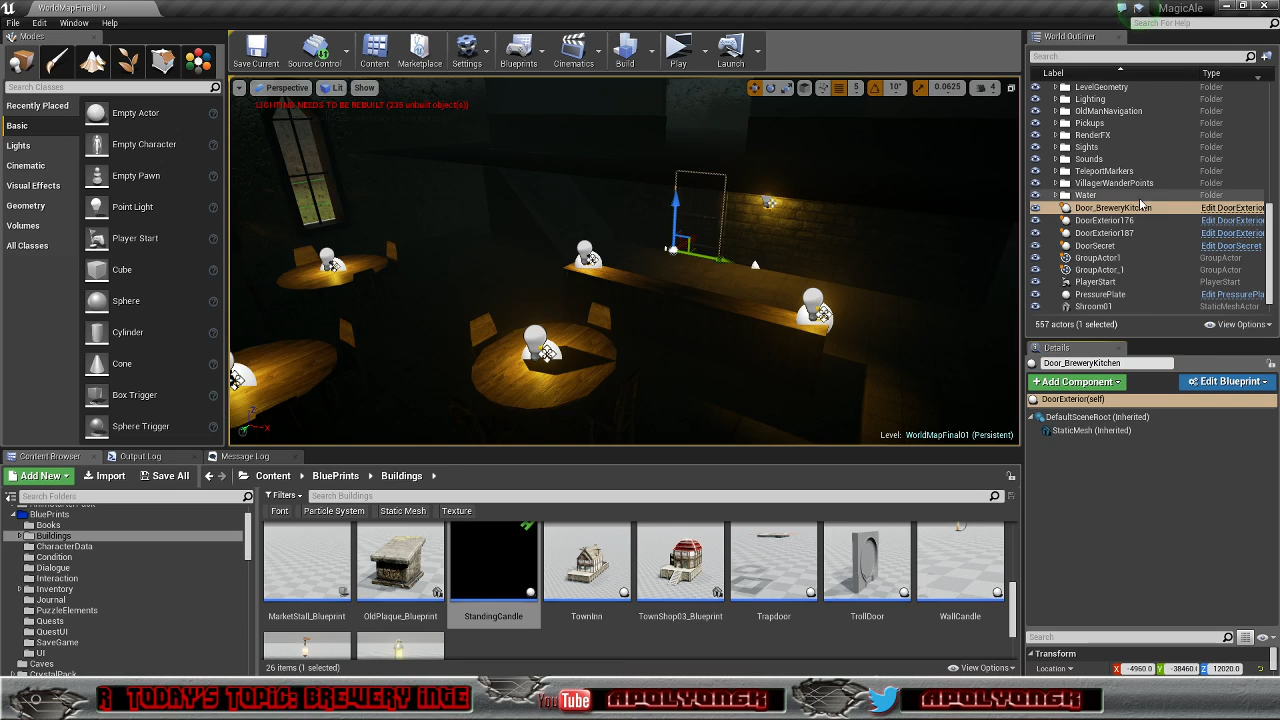 WorldMapFinal01*
MagicAle
File Edit Window Help
Search For Help
Modes
Search Classes
Recently Placed
Basic
Lights
Cinematic
Visual Effects
Geometry
Volumes
All Classes
Empty Actor
Empty Character
Empty Pawn
Point Light
Player Start
Cube
Sphere
Cylinder
Cone
Box Trigger
Sphere Trigger
Save Current
Source Control
Content
Marketplace
Settings
Blueprints
Cinematics
Build
Play
Launch
Perspective Lit Show
5 10° 0.0625 4
LIGHTING NEEDS TO BE REBUILT (235 unbuilt object(s))
Level: WorldMapFinal01 (Persistent)
World Outliner
Search
Label Type
LevelGeometry Folder
Lighting Folder
OldManNavigation Folder
Pickups Folder
RenderFX Folder
Sights Folder
Sounds Folder
TeleportMarkers Folder
VillagerWanderPoints Folder
Water Folder
Door_BreweryKitchen Edit DoorExterior
DoorExterior176 Edit DoorExterior
DoorExterior187 Edit DoorExterior
DoorSecret Edit DoorSecret
GroupActor1 GroupActor
GroupActor_1 GroupActor
PlayerStart PlayerStart
PressurePlate Edit PressurePla
Shroom01 StaticMeshActor
557 actors (1 selected) View Options
Details
Door_BreweryKitchen
Add Component Edit Blueprint
DoorExterior(self)
DefaultSceneRoot (Inherited)
StaticMesh (Inherited)
Search
Transform
Location X -4960.0 Y -38460.0 Z 12020.0
Content Browser Output Log Message Log
Add New Import Save All Content BluePrints Buildings
Search Folders
Filters Search Buildings
Font Particle System Static Mesh Texture
BluePrints
Books
Buildings
CharacterData
Condition
Dialogue
Interaction
Inventory
Journal
PuzzleElements
Quests
QuestUI
SaveGame
UI
Caves
CrystalPack
MarketStall_Blueprint
OldPlaque_Blueprint
StandingCandle
TownInn
TownShop03_Blueprint
Trapdoor
TrollDoor
WallCandle
26 items (1 selected) View Options
R TODAY'S TOPIC: BREWERY INTE
YouTube APOLYONGK APOLYONGK